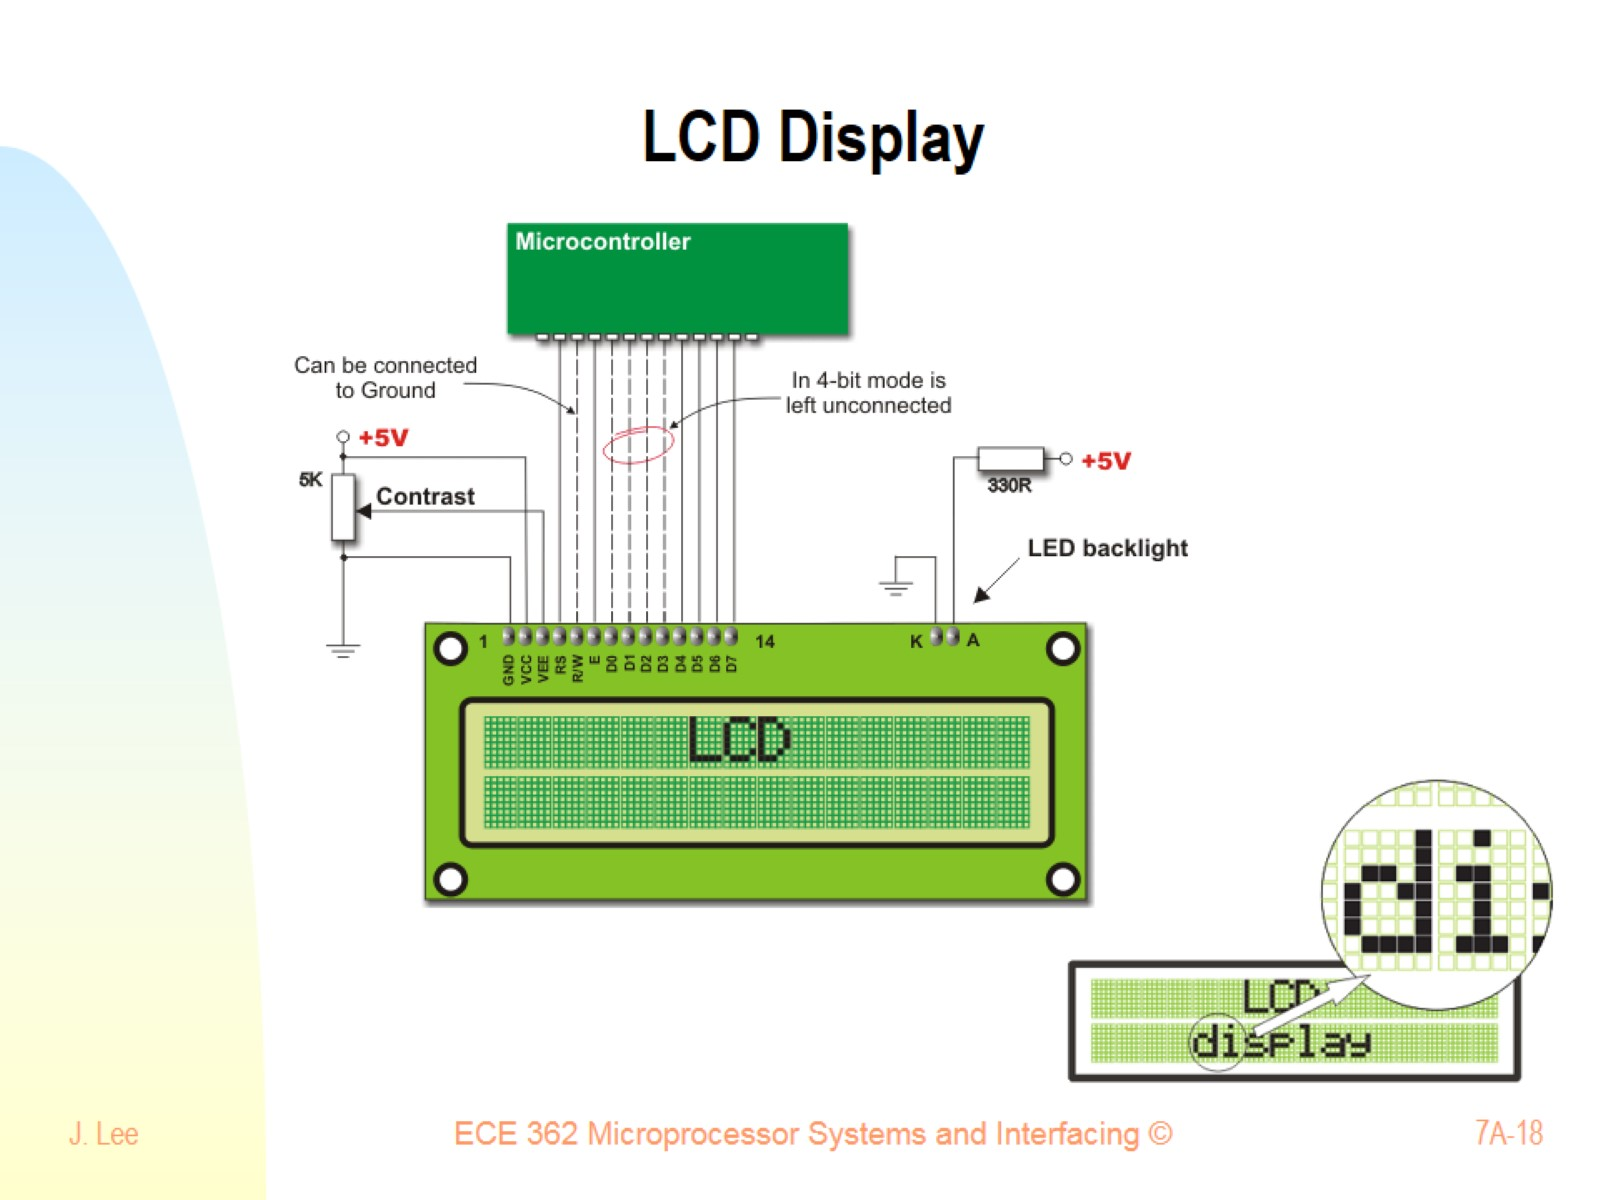 LCD Display
Microcontroller
Can be connected
to Ground
In 4-bit mode is
left unconnected
+5V
5K
Contrast
+5V
330R
LED backlight
1
14
K
A
GND
VCC
VEE
RS
R/W
E
D0
D1
D2
D3
D4
D5
D6
D7
LCD
di
LCD
display
J. Lee
ECE 362 Microprocessor Systems and Interfacing ©
7A-18